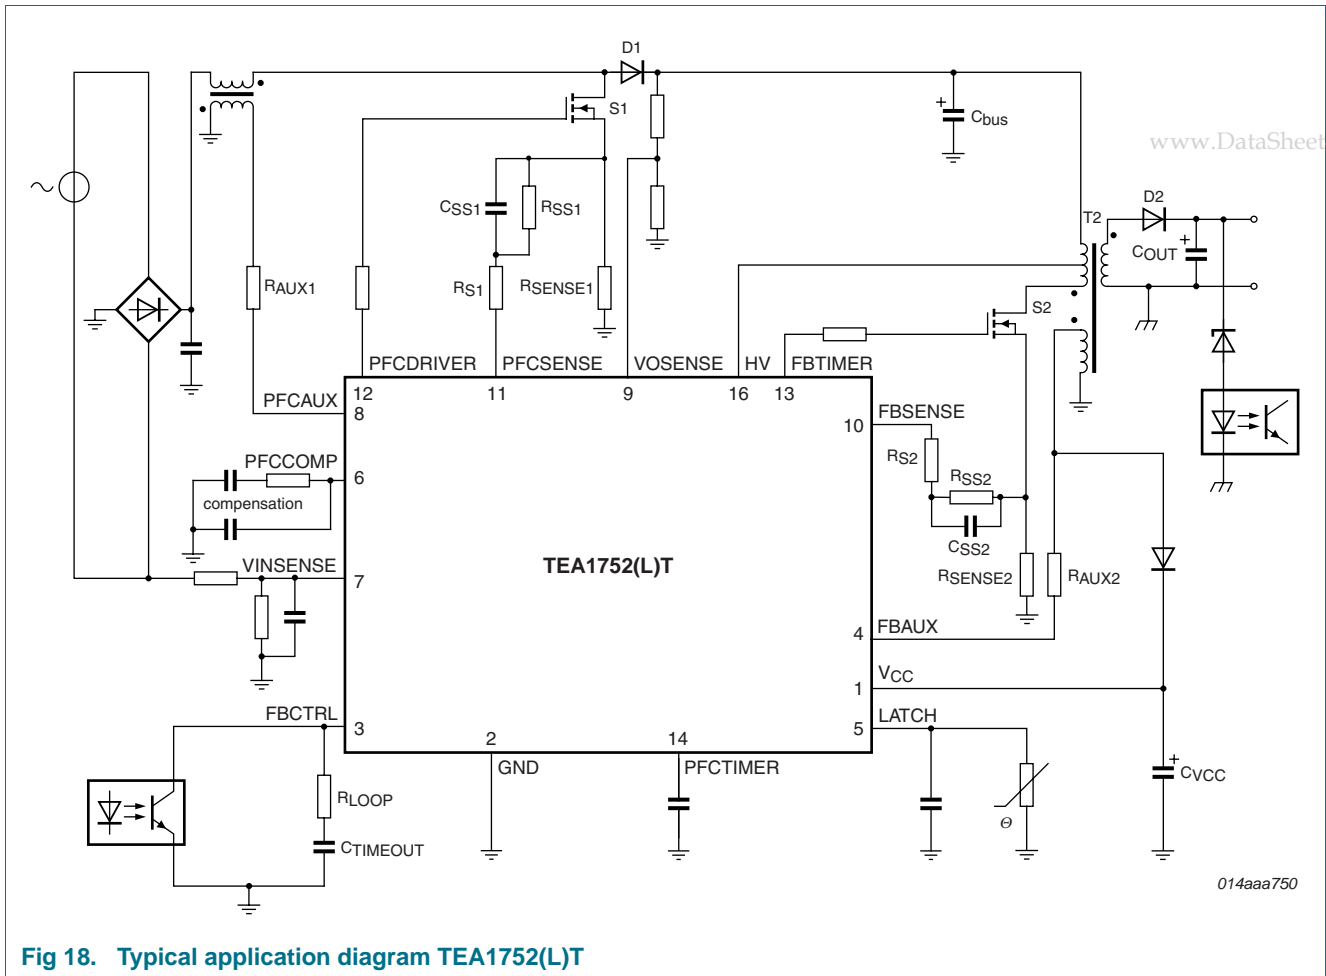 D1
S1
Cbus
www.DataSheet
D2
T2
CSS1
RSS1
COUT
RAUX1
RS1
RSENSE1
S2
PFCDRIVER
PFCSENSE
VOSENSE
HV
FBTIMER
12
11
9
16
13
PFCAUX
8
FBSENSE
10
PFCCOMP
6
RS2
RSS2
compensation
CSS2
TEA1752(L)T
VINSENSE
7
RSENSE2
RAUX2
4
FBAUX
1
VCC
FBCTRL
3
5
LATCH
2
14
GND
PFCTIMER
RLOOP
CTIMEOUT
Θ
CVCC
014aaa750
Fig 18. Typical application diagram TEA1752(L)T